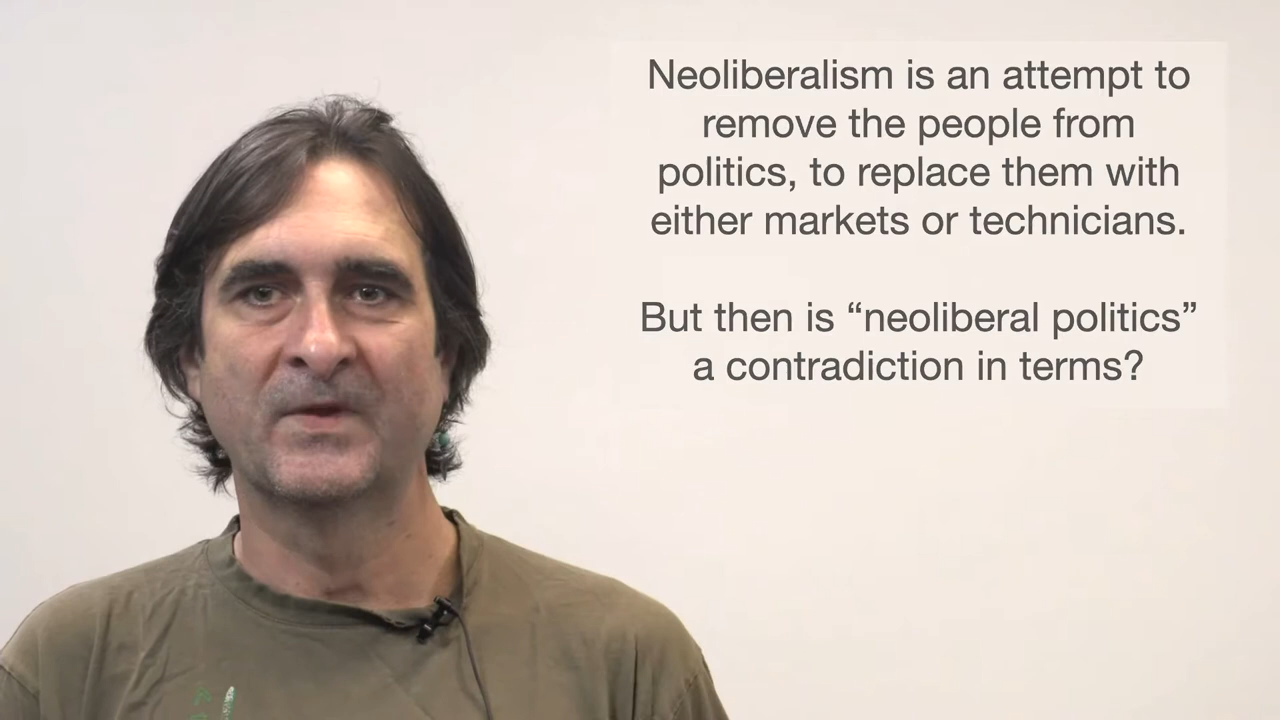 Neoliberalism is an attempt to
remove the people from
politics, to replace them with
either markets or technicians.
But then is “neoliberal politics”
a contradiction in terms?